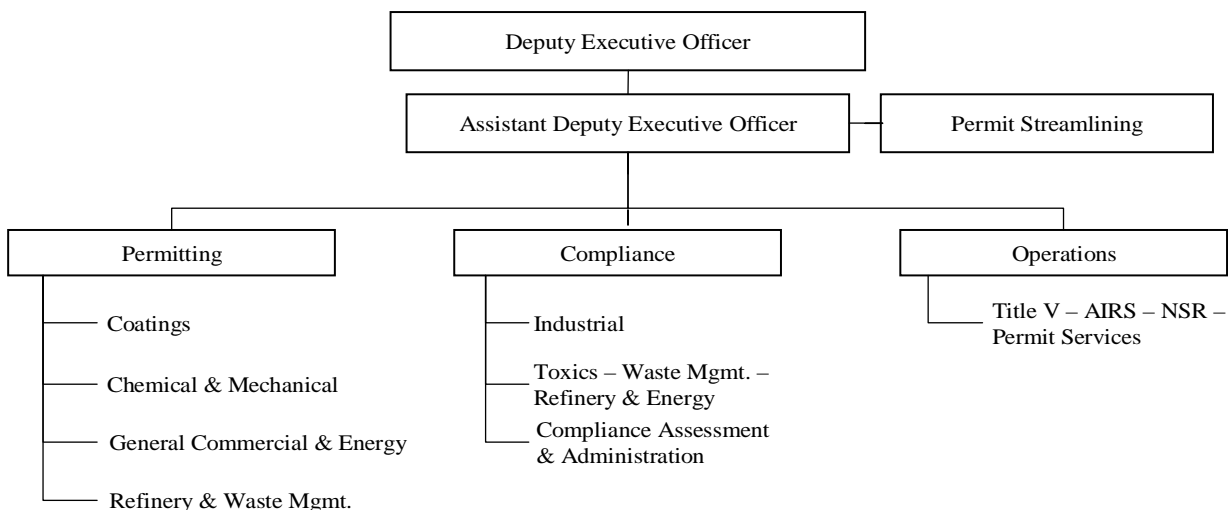 Deputy Executive Officer
Assistant Deputy Executive Officer
Permit Streamlining
Permitting
Coatings
Chemical & Mechanical
General Commercial & Energy
Refinery & Waste Mgmt.
Compliance
Industrial
Toxics – Waste Mgmt. –
Refinery & Energy
Compliance Assessment
& Administration
Operations
Title V – AIRS – NSR –
Permit Services